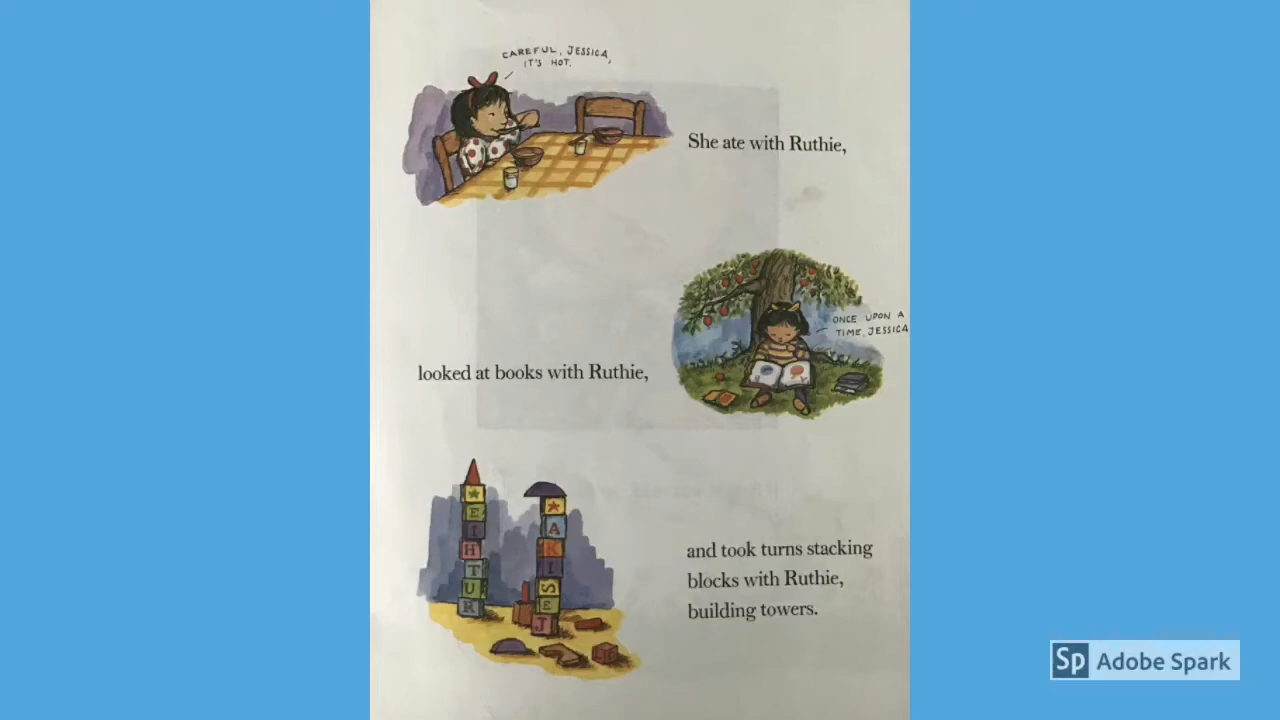 CAREFUL, JESSICA,
IT'S HOT.
She ate with Ruthie,
ONCE UPON A
TIME, JESSICA
looked at books with Ruthie,
E
I
H
T
U
R
A
K
I
S
E
J
and took turns stacking
blocks with Ruthie,
building towers.
Sp Adobe Spark